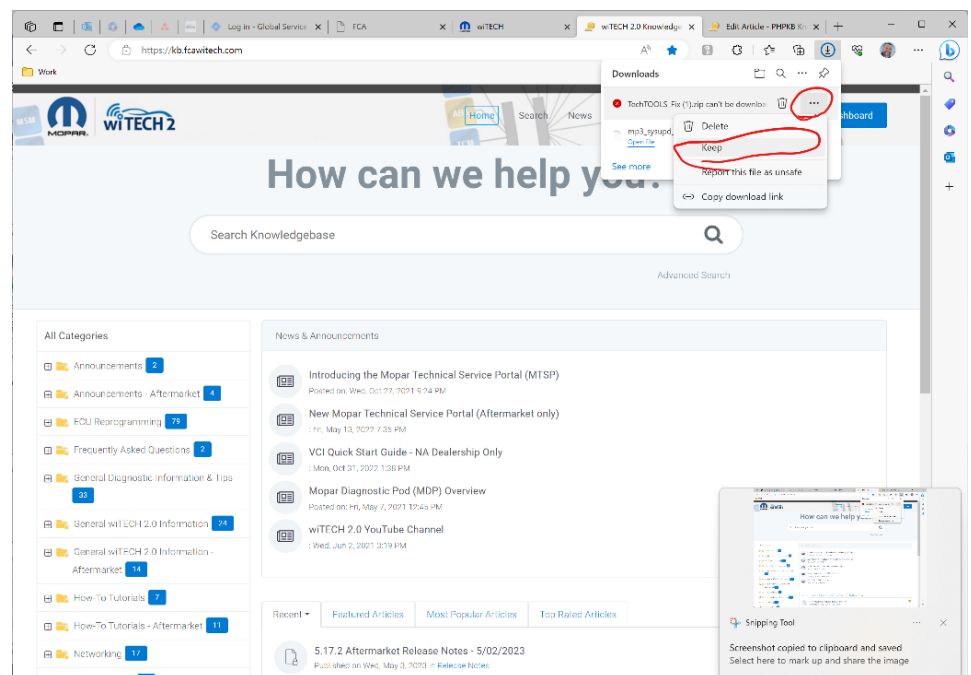 Log in - Global Service
FCA
wiTECH
wiTECH 2.0 Knowledge
Edit Article - PHPKB Kn
https://kb.fcawitech.com
Work
Downloads
TechTOOLS_Fix (1).zip can't be downloa
mp3_sysupd_
Open file
See more
Delete
Keep
Report this file as unsafe
Copy download link
MOPAR.
wiTECH 2
Home
Search
News
shboard
How can we help you?
Search Knowledgebase
Advanced Search
All Categories
Announcements 2
Announcements - Aftermarket 4
ECU Reprogramming 79
Frequently Asked Questions 2
General Diagnostic Information & Tips
33
General wiTECH 2.0 Information 24
General wiTECH 2.0 Information -
Aftermarket 14
How-To Tutorials 7
How-To Tutorials - Aftermarket 11
Networking 17
News & Announcements
Introducing the Mopar Technical Service Portal (MTSP)
Posted on: Wed, Oct 27, 2021 9:24 PM
New Mopar Technical Service Portal (Aftermarket only)
: Fri, May 13, 2022 7:35 PM
VCI Quick Start Guide - NA Dealership Only
: Mon, Oct 31, 2022 1:38 PM
Mopar Diagnostic Pod (MDP) Overview
Posted on: Fri, May 7, 2021 12:45 PM
wiTECH 2.0 YouTube Channel
: Wed, Jun 2, 2021 3:19 PM
Recent
Featured Articles
Most Popular Articles
Top Rated Articles
5.17.2 Aftermarket Release Notes - 5/02/2023
Published on Wed, May 3, 2023 in Release Notes
How can we help y
Snipping Tool
Screenshot copied to clipboard and saved
Select here to mark up and share the image